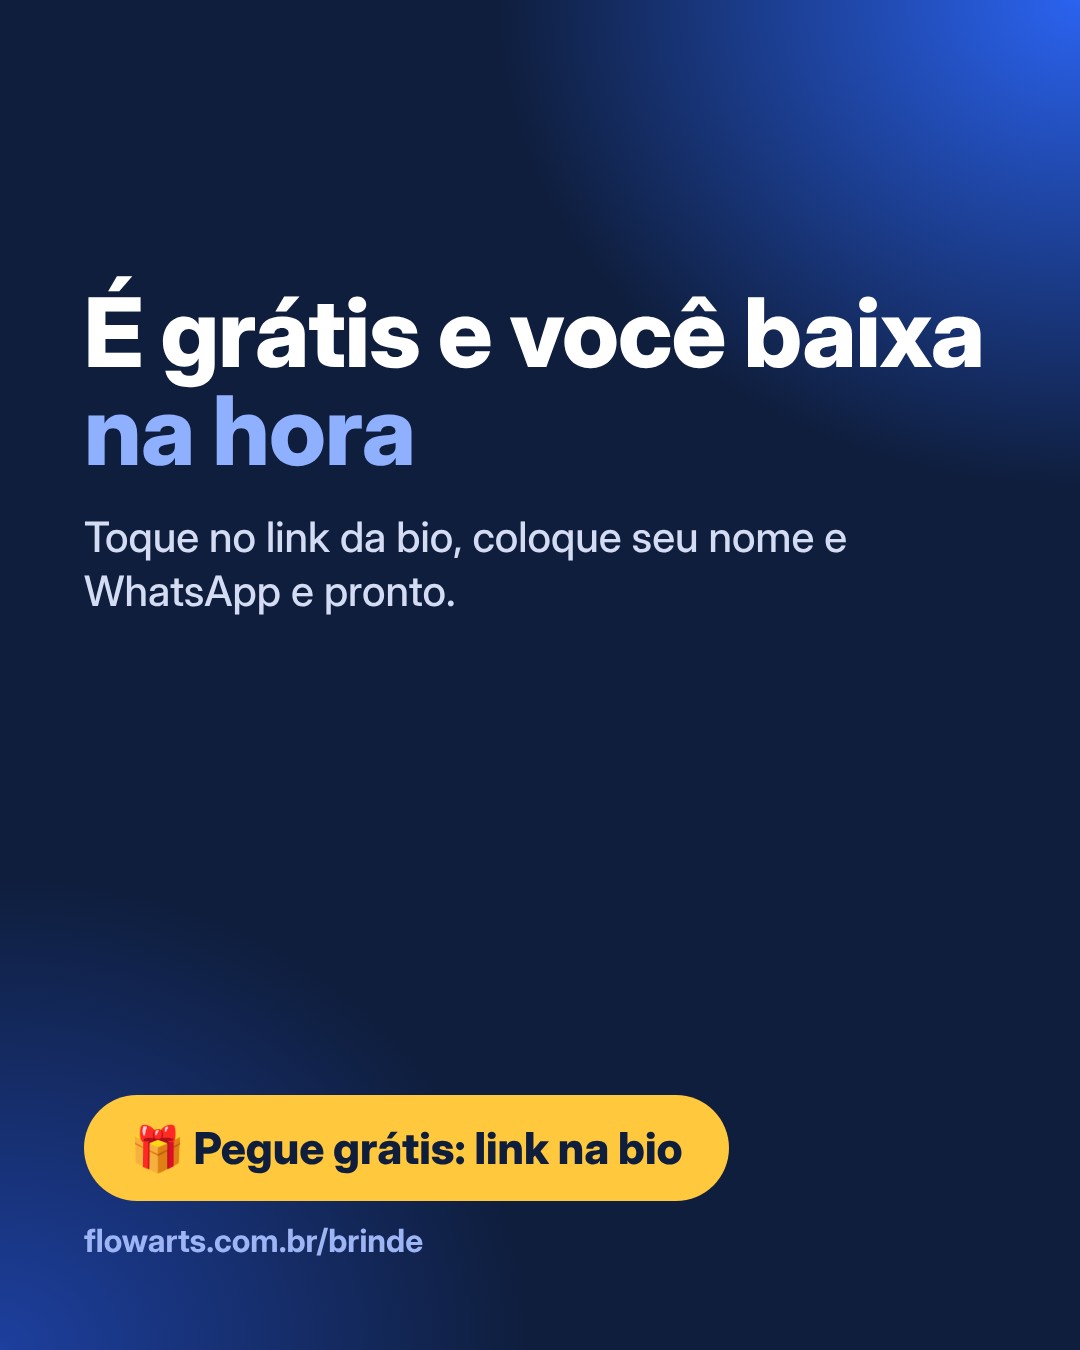 É grátis e você baixa
na hora
Toque no link da bio, coloque seu nome e
WhatsApp e pronto.
🎁 Pegue grátis: link na bio
flowarts.com.br/brinde